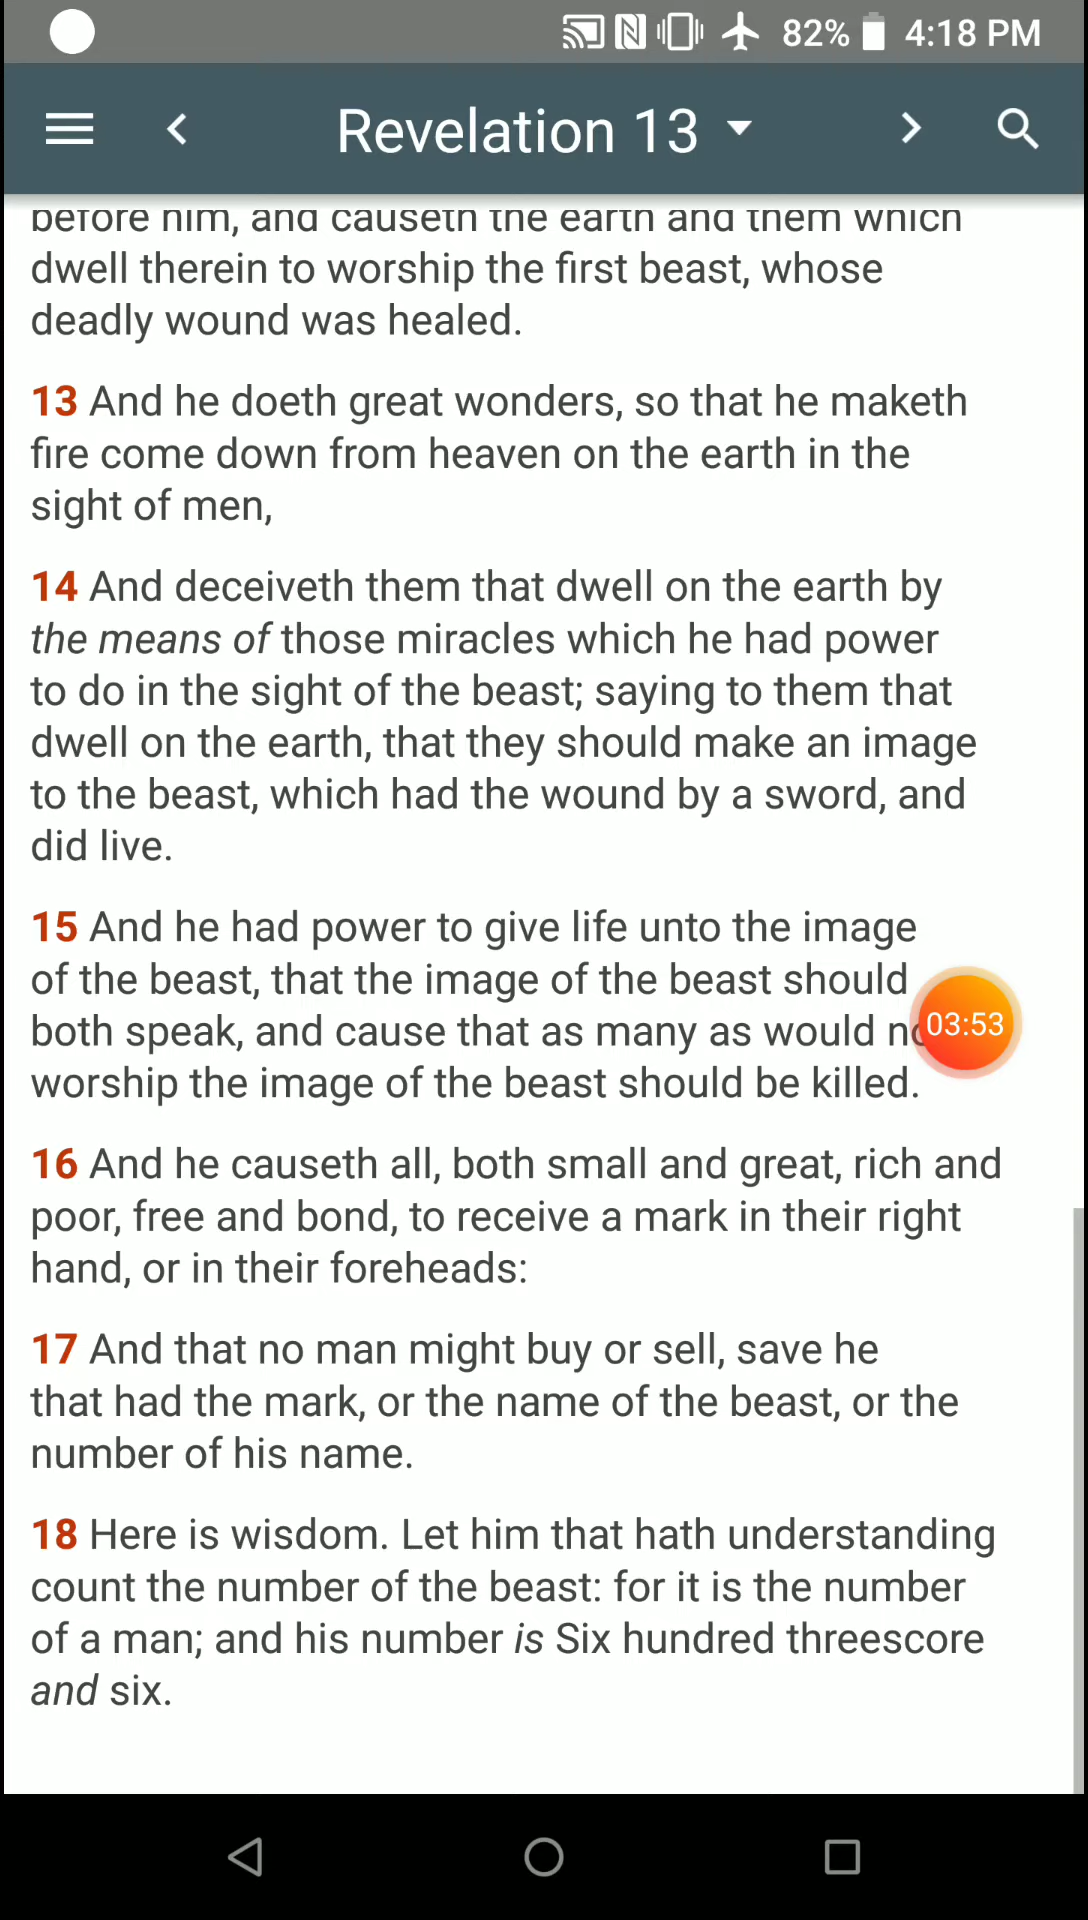 82% 4:18 PM
Revelation 13
before him, and causeth the earth and them which
dwell therein to worship the first beast, whose
deadly wound was healed.
13 And he doeth great wonders, so that he maketh
fire come down from heaven on the earth in the
sight of men,
14 And deceiveth them that dwell on the earth by
the means of those miracles which he had power
to do in the sight of the beast; saying to them that
dwell on the earth, that they should make an image
to the beast, which had the wound by a sword, and
did live.
15 And he had power to give life unto the image
of the beast, that the image of the beast should
both speak, and cause that as many as would
03:53
worship the image of the beast should be killed.
16 And he causeth all, both small and great, rich and
poor, free and bond, to receive a mark in their right
hand, or in their foreheads:
17 And that no man might buy or sell, save he
that had the mark, or the name of the beast, or the
number of his name.
18 Here is wisdom. Let him that hath understanding
count the number of the beast: for it is the number
of a man; and his number is Six hundred threescore
and six.